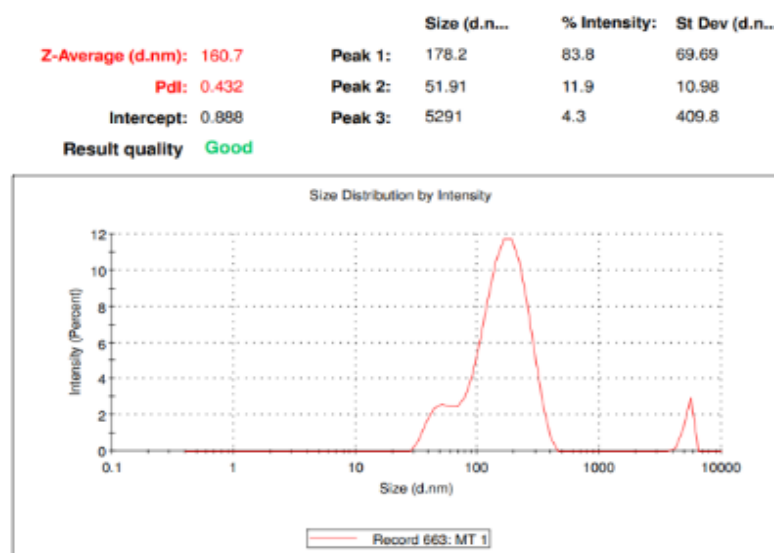 Size (d.n... % Intensity: St Dev (d.n...
Z-Average (d.nm): 160.7 Peak 1: 178.2 83.8 69.69
PdI: 0.432 Peak 2: 51.91 11.9 10.98
Intercept: 0.888 Peak 3: 5291 4.3 409.8
Result quality Good
Size Distribution by Intensity
Intensity (Percent)
12
10
8
6
4
2
0
0.1 1 10 100 1000 10000
Size (d.nm)
Record 663: MT 1